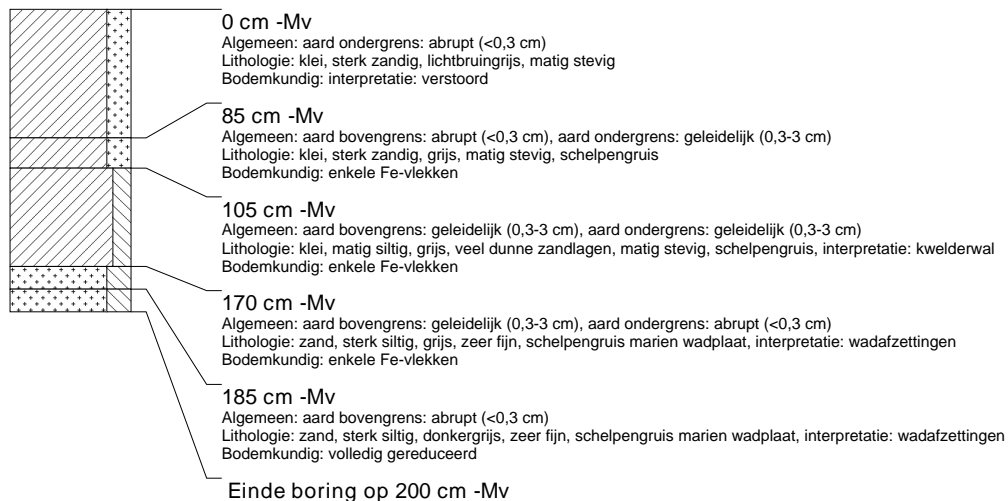 0 cm -Mv
Algemeen: aard ondergrens: abrupt (<0,3 cm)
Lithologie: klei, sterk zandig, lichtbruingrijs, matig stevig
Bodemkundig: interpretatie: verstoord
85 cm -Mv
Algemeen: aard bovengrens: abrupt (<0,3 cm), aard ondergrens: geleidelijk (0,3-3 cm)
Lithologie: klei, sterk zandig, grijs, matig stevig, schelpengruis
Bodemkundig: enkele Fe-vlekken
105 cm -Mv
Algemeen: aard bovengrens: geleidelijk (0,3-3 cm), aard ondergrens: geleidelijk (0,3-3 cm)
Lithologie: klei, matig siltig, grijs, veel dunne zandlagen, matig stevig, schelpengruis, interpretatie: kwelderwal
Bodemkundig: enkele Fe-vlekken
170 cm -Mv
Algemeen: aard bovengrens: geleidelijk (0,3-3 cm), aard ondergrens: abrupt (<0,3 cm)
Lithologie: zand, sterk siltig, grijs, zeer fijn, schelpengruis marien wadplaat, interpretatie: wadafzettingen
Bodemkundig: enkele Fe-vlekken
185 cm -Mv
Algemeen: aard bovengrens: abrupt (<0,3 cm)
Lithologie: zand, sterk siltig, donkergrijs, zeer fijn, schelpengruis marien wadplaat, interpretatie: wadafzettingen
Bodemkundig: volledig gereduceerd
Einde boring op 200 cm -Mv